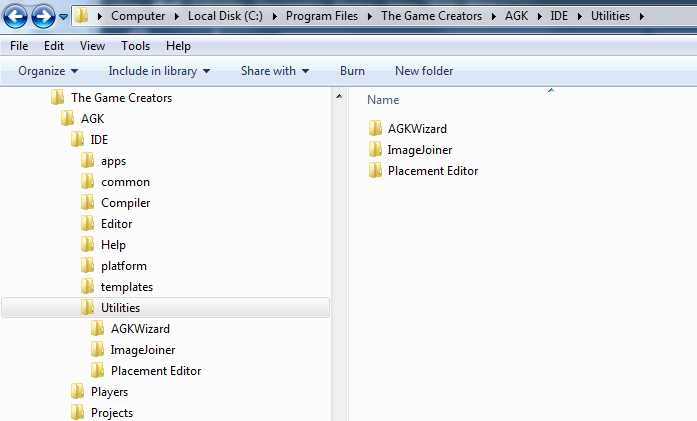 Computer Local Disk (C:) Program Files The Game Creators AGK IDE Utilities
File Edit View Tools Help
Organize Include in library Share with Burn New folder
The Game Creators
AGK
IDE
apps
common
Compiler
Editor
Help
platform
templates
Utilities
AGKWizard
ImageJoiner
Placement Editor
Players
Projects
Name
AGKWizard
ImageJoiner
Placement Editor